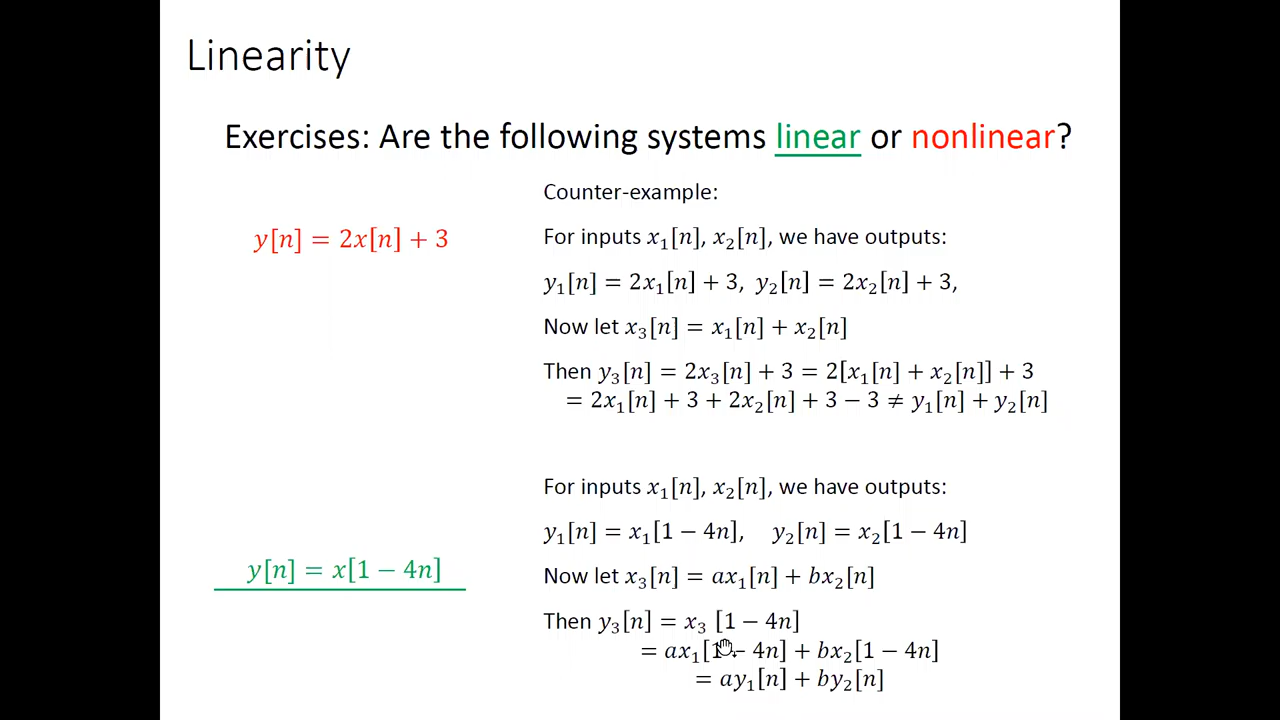 Linearity
Exercises: Are the following systems linear or nonlinear?
Counter-example:
y[n] = 2x[n] + 3
For inputs x₁[n], x₂[n], we have outputs:
y₁[n] = 2x₁[n] + 3, y₂[n] = 2x₂[n] + 3,
Now let x₃[n] = x₁[n] + x₂[n]
Then y₃[n] = 2x₃[n] + 3 = 2[x₁[n] + x₂[n]] + 3
= 2x₁[n] + 3 + 2x₂[n] + 3 − 3 ≠ y₁[n] + y₂[n]
For inputs x₁[n], x₂[n], we have outputs:
y₁[n] = x₁[1 − 4n], y₂[n] = x₂[1 − 4n]
y[n] = x[1 − 4n]
Now let x₃[n] = ax₁[n] + bx₂[n]
Then y₃[n] = x₃ [1 − 4n]
= ax₁[1 − 4n] + bx₂[1 − 4n]
= ay₁[n] + by₂[n]